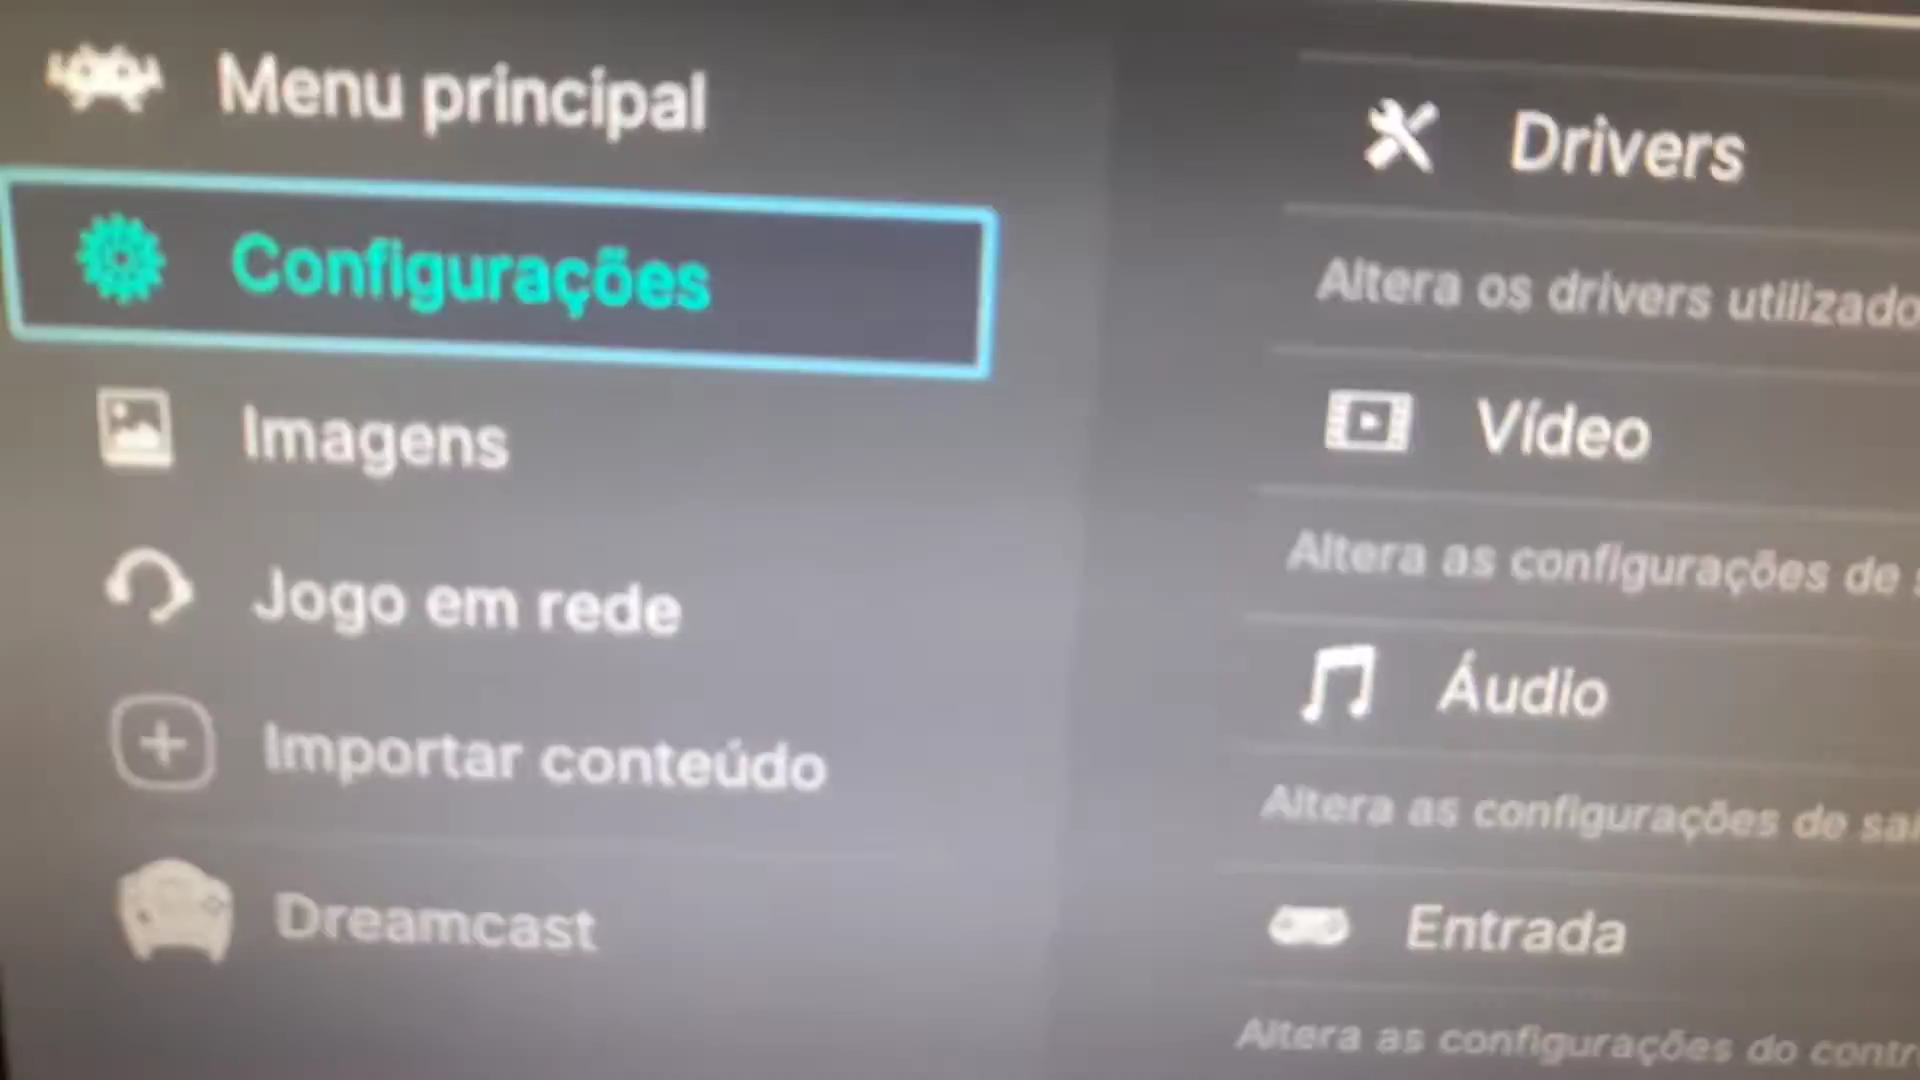 Menu principal
Configurações
Imagens
Jogo em rede
Importar conteúdo
Dreamcast
Drivers
Altera os drivers
Vídeo
Altera as configurações de
Áudio
Altera as configurações de
Entrada
Altera as configurações do